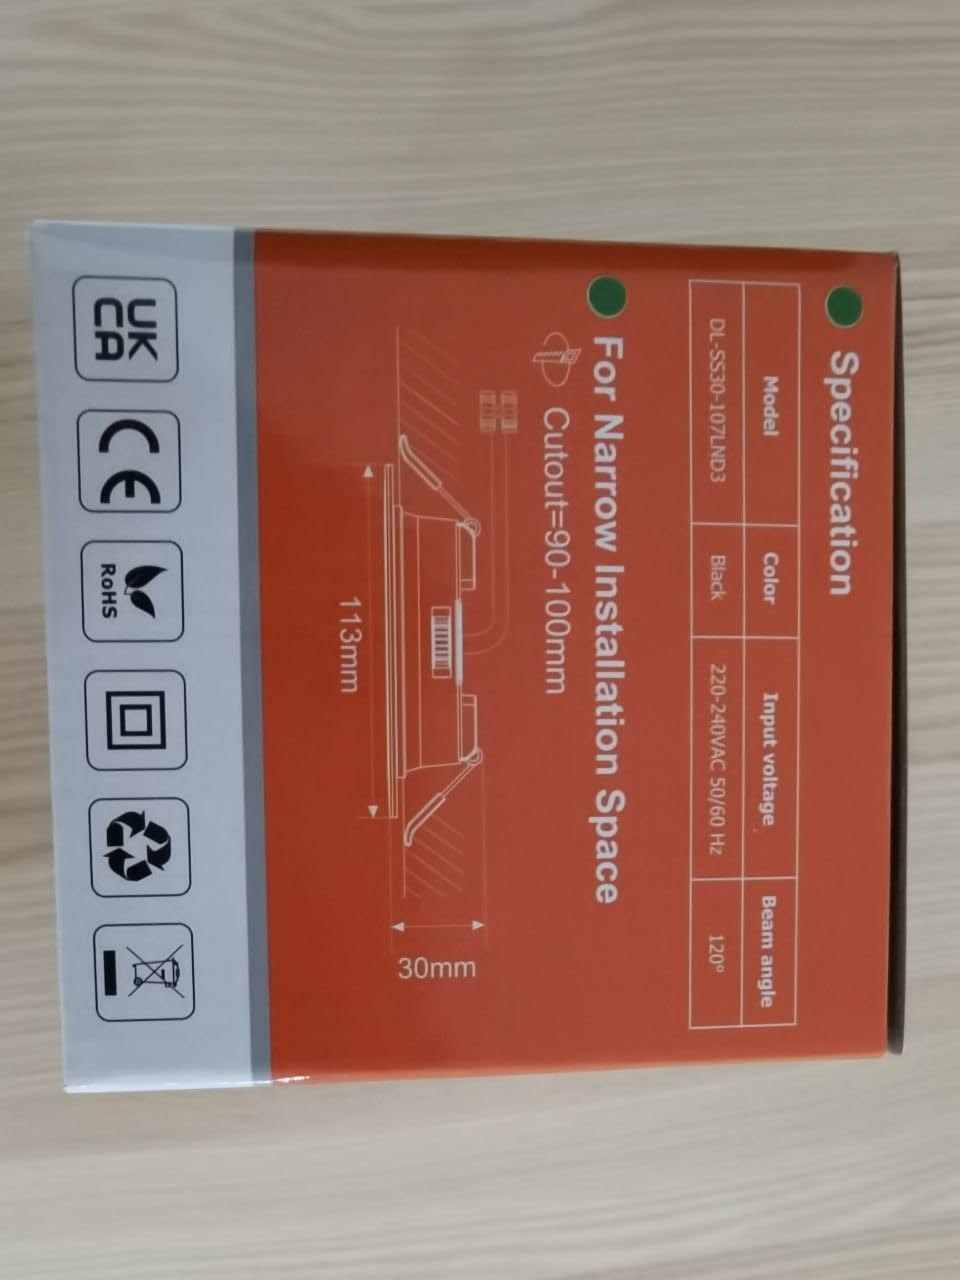 Specification
Model Color Input voltage Beam angle
DL-SS30-107LND3 Black 220-240VAC 50/60 Hz 120°
For Narrow Installation Space
Cutout=90-100mm
30mm
113mm
UK
CA
CE
RoHS